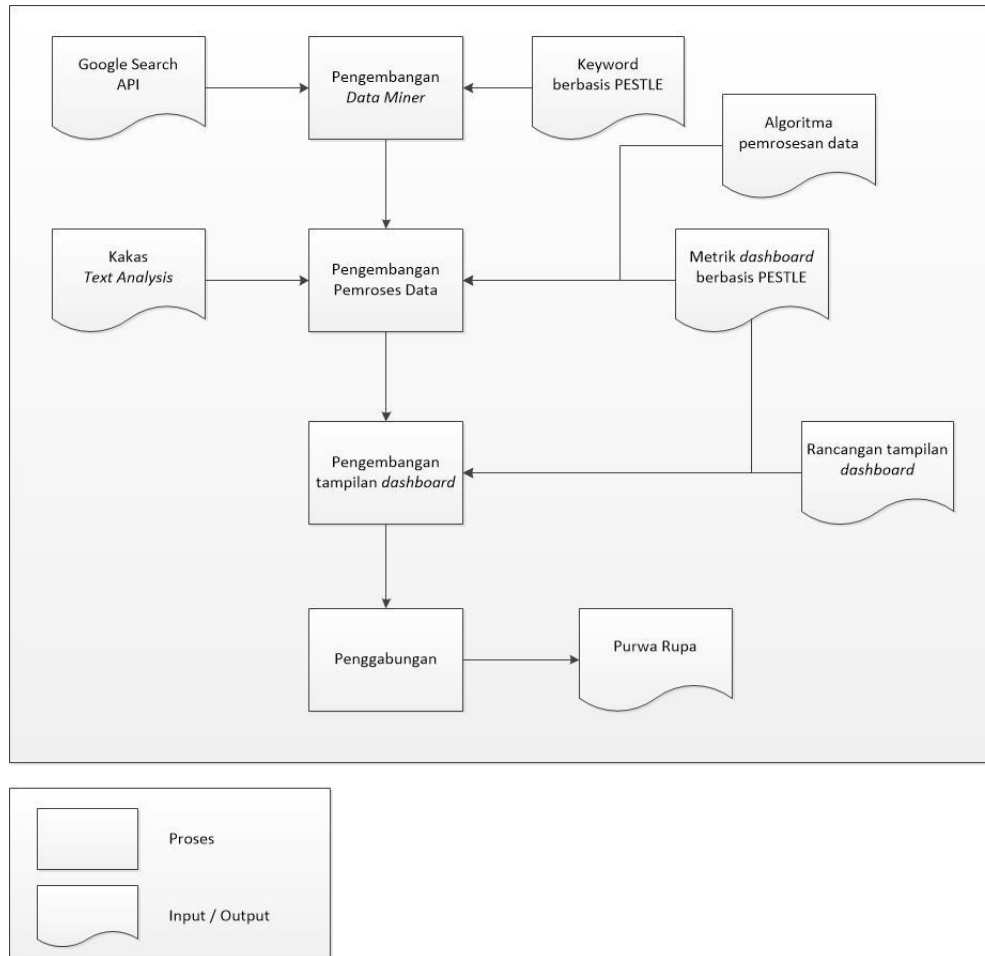 Google Search
API
Pengembangan
Data Miner
Keyword
berbasis PESTLE
Algoritma
pemrosesan data
Kakas
Text Analysis
Pengembangan
Pemroses Data
Metrik dashboard
berbasis PESTLE
Pengembangan
tampilan dashboard
Rancangan tampilan
dashboard
Penggabungan
Purwa Rupa
Proses
Input / Output